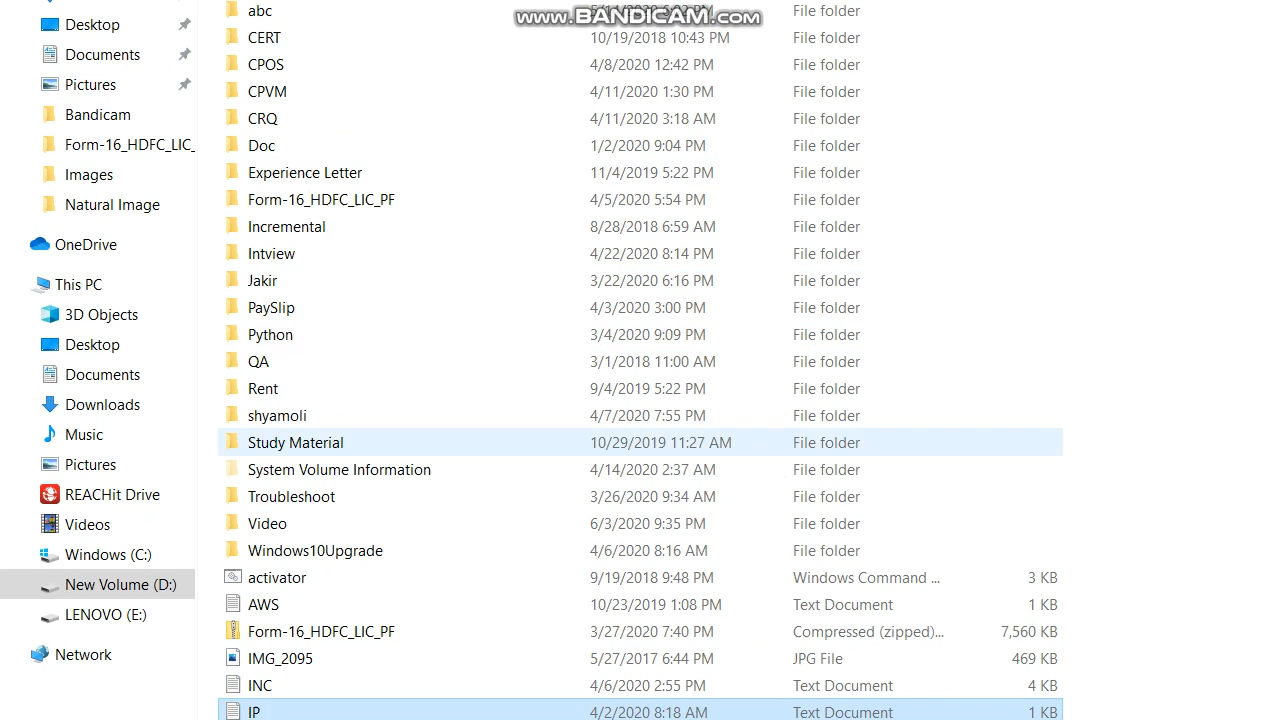 www.BANDICAM.com
Desktop
Documents
Pictures
Bandicam
Form-16_HDFC_LIC_
Images
Natural Image
OneDrive
This PC
3D Objects
Desktop
Documents
Downloads
Music
Pictures
REACHit Drive
Videos
Windows (C:)
New Volume (D:)
LENOVO (E:)
Network
abc File folder
CERT 10/19/2018 10:43 PM File folder
CPOS 4/8/2020 12:42 PM File folder
CPVM 4/11/2020 1:30 PM File folder
CRQ 4/11/2020 3:18 AM File folder
Doc 1/2/2020 9:04 PM File folder
Experience Letter 11/4/2019 5:22 PM File folder
Form-16_HDFC_LIC_PF 4/5/2020 5:54 PM File folder
Incremental 8/28/2018 6:59 AM File folder
Intview 4/22/2020 8:14 PM File folder
Jakir 3/22/2020 6:16 PM File folder
PaySlip 4/3/2020 3:00 PM File folder
Python 3/4/2020 9:09 PM File folder
QA 3/1/2018 11:00 AM File folder
Rent 9/4/2019 5:22 PM File folder
shyamoli 4/7/2020 7:55 PM File folder
Study Material 10/29/2019 11:27 AM File folder
System Volume Information 4/14/2020 2:37 AM File folder
Troubleshoot 3/26/2020 9:34 AM File folder
Video 6/3/2020 9:35 PM File folder
Windows10Upgrade 4/6/2020 8:16 AM File folder
activator 9/19/2018 9:48 PM Windows Command ... 3 KB
AWS 10/23/2019 1:08 PM Text Document 1 KB
Form-16_HDFC_LIC_PF 3/27/2020 7:40 PM Compressed (zipped)... 7,560 KB
IMG_2095 5/27/2017 6:44 PM JPG File 469 KB
INC 4/6/2020 2:55 PM Text Document 4 KB
IP 4/2/2020 8:18 AM Text Document 1 KB